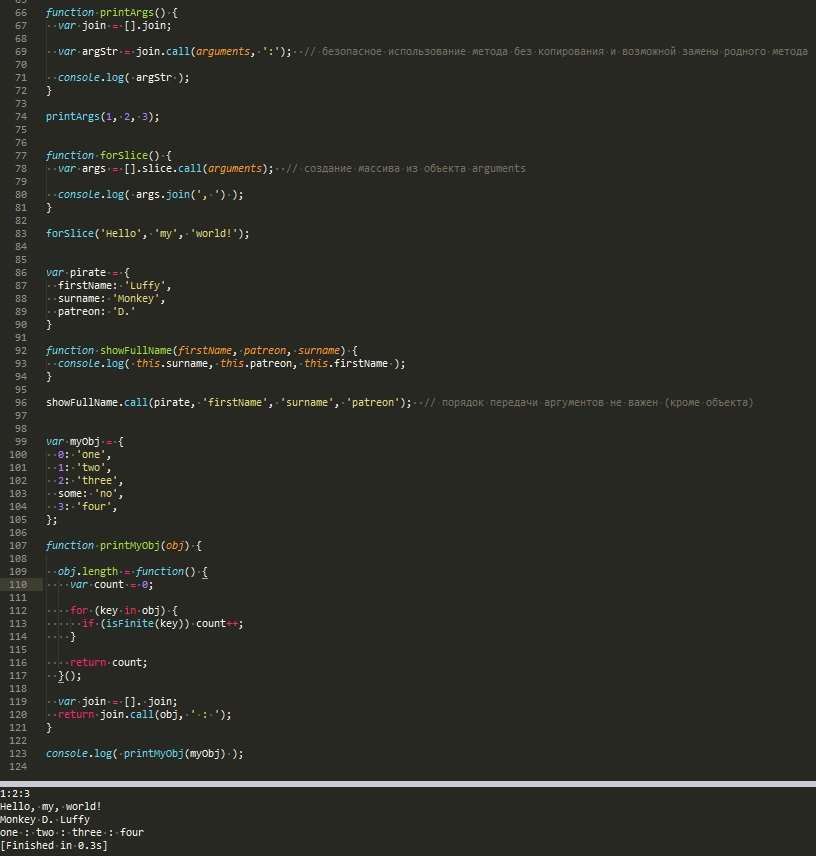 66 function printArgs() {
67   var join = [].join;
68
69   var argStr = join.call(arguments, ':');  // безопасное использование метода без копирования и возможной замены родного метода
70
71   console.log( argStr );
72 }
73
74 printArgs(1, 2, 3);
75
76
77 function forSlice() {
78   var args = [].slice.call(arguments);  // создание массива из объекта arguments
79
80   console.log( args.join(', ') );
81 }
82
83 forSlice('Hello', 'my', 'world!');
84
85
86 var pirate = {
87   firstName: 'Luffy',
88   surname: 'Monkey',
89   patreon: 'D.'
90 }
91
92 function showFullName(firstName, patreon, surname) {
93   console.log( this.surname, this.patreon, this.firstName );
94 }
95
96 showFullName.call(pirate, 'firstName', 'surname', 'patreon');  // порядок передачи аргументов не важен (кроме объекта)
97
98
99 var myObj = {
100   0: 'one',
101   1: 'two',
102   2: 'three',
103   some: 'no',
104   3: 'four',
105 };
106
107 function printMyObj(obj) {
108
109   obj.length = function() {
110     var count = 0;
111
112     for (key in obj) {
113       if (isFinite(key)) count++;
114     }
115
116     return count;
117   }();
118
119   var join = []. join;
120   return join.call(obj, ' : ');
121 }
122
123 console.log( printMyObj(myObj) );
124
1:2:3
Hello, my, world!
Monkey D. Luffy
one : two : three : four
[Finished in 0.3s]